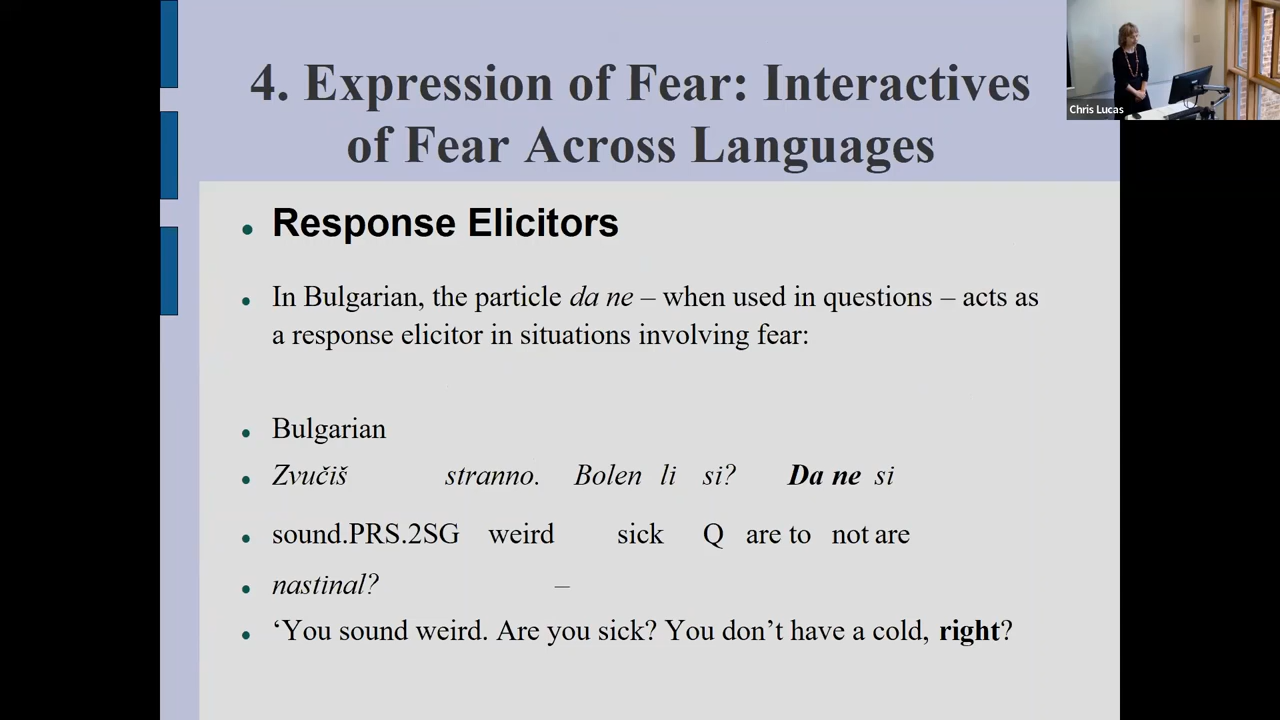 4. Expression of Fear: Interactives
of Fear Across Languages
Chris Lucas
• Response Elicitors
• In Bulgarian, the particle da ne – when used in questions – acts as
a response elicitor in situations involving fear:
• Bulgarian
• Zvučiš stranno. Bolen li si? Da ne si
• sound.PRS.2SG weird sick Q are to not are
• nastinal? –
• ‘You sound weird. Are you sick? You don’t have a cold, right?